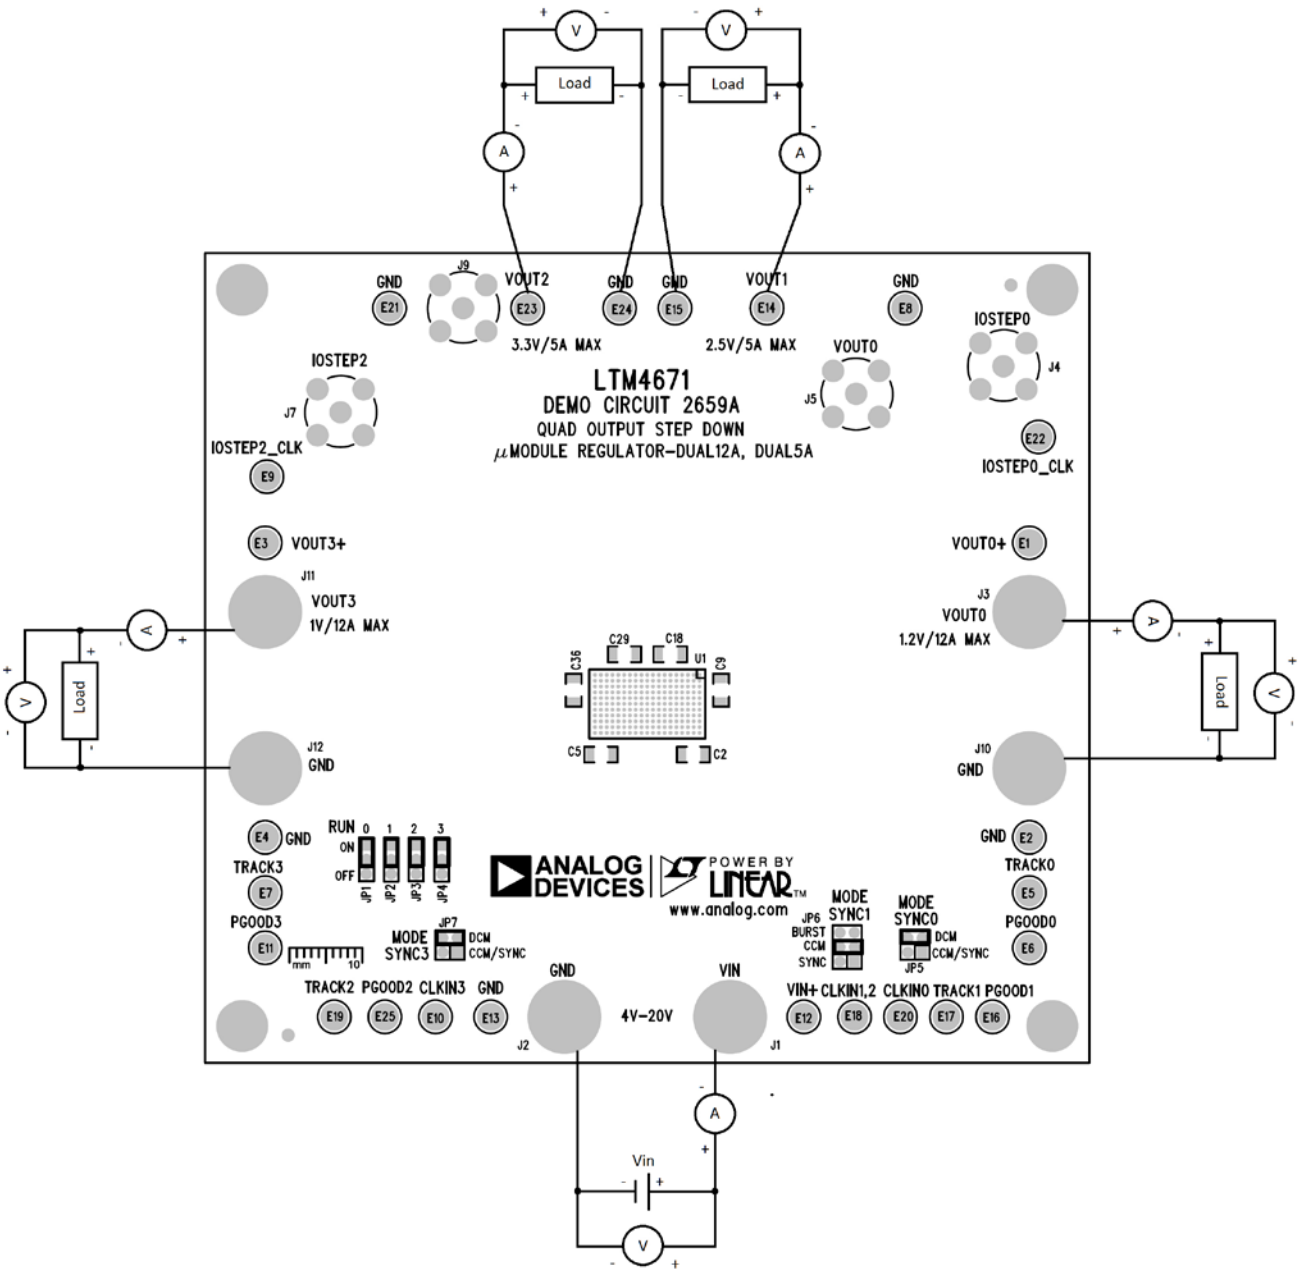 + V - - V +
Load Load
+ - - +
- -
A A
+ +
J9
GND VOUT2 GND GND VOUT1 GND
E21 E23 E24 E15 E14 E8
3.3V/5A MAX 2.5V/5A MAX
IOSTEP0
J4
VOUT0
J5
IOSTEP2
J7
LTM4671
DEMO CIRCUIT 2659A
QUAD OUTPUT STEP DOWN
µMODULE REGULATOR-DUAL12A, DUAL5A
IOSTEP2_CLK
E9
E22
IOSTEP0_CLK
E3 VOUT3+
VOUT0+ E1
J11
VOUT3
1V/12A MAX
J3
VOUT0
1.2V/12A MAX
- A +
+ A -
+ V -
+ Load -
+ Load -
+ V -
C29 C18
C36 U1 C9
C5 C2
J12
GND
J10
GND
E4 GND
GND E2
TRACK3
E7
TRACK0
E5
PGOOD3
E11
PGOOD0
E6
RUN 0 1 2 3
ON
OFF
JP1 JP2 JP3 JP4
ANALOG
DEVICES
POWER BY
LINEAR™
www.analog.com
JP7
MODE DCM
SYNC3 CCM/SYNC
MODE
JP6 SYNC1
BURST
CCM
SYNC
MODE
SYNC0
DCM
CCM/SYNC
JP5
mm 10
TRACK2 PGOOD2 CLKIN3 GND
E19 E25 E10 E13
GND
J2
4V-20V
VIN
J1
VIN+ CLKIN1,2 CLKIN0 TRACK1 PGOOD1
E12 E18 E20 E17 E16
-
A
+
Vin
- +
V
- +